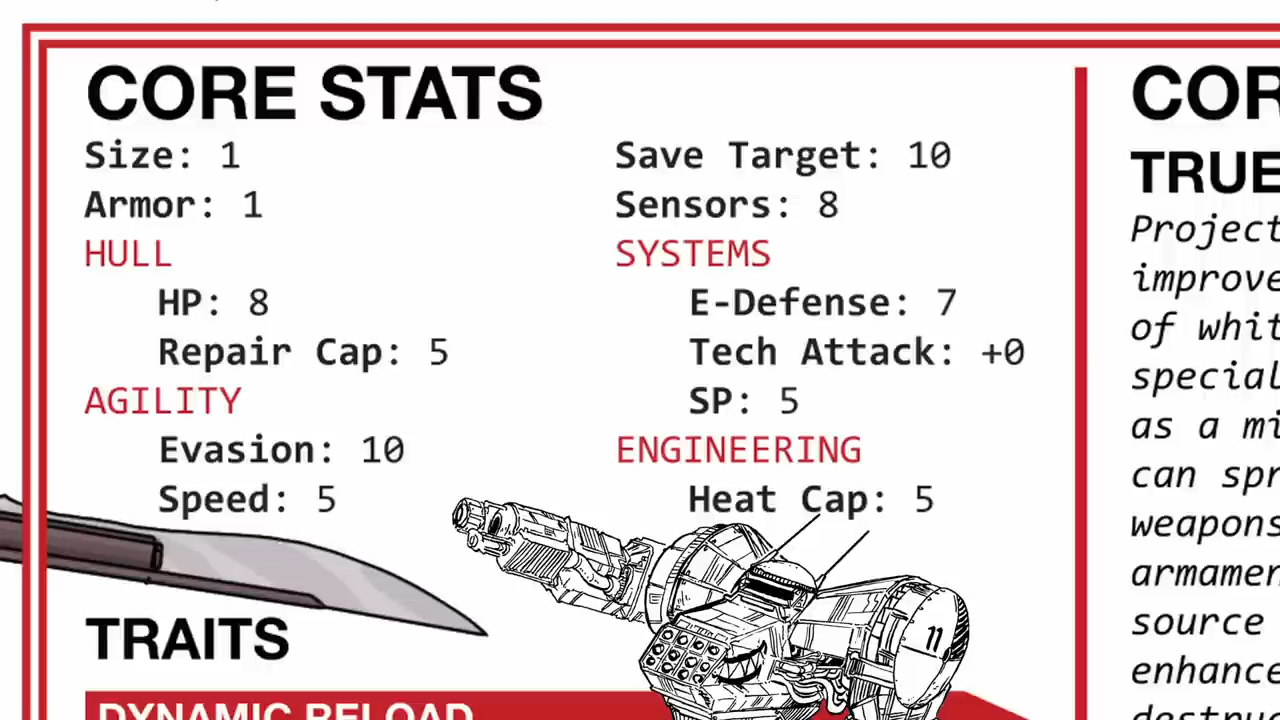 CORE STATS
Size: 1
Armor: 1
HULL
HP: 8
Repair Cap: 5
AGILITY
Evasion: 10
Speed: 5
Save Target: 10
Sensors: 8
SYSTEMS
E-Defense: 7
Tech Attack: +0
SP: 5
ENGINEERING
Heat Cap: 5
11
TRAITS
DYNAMIC RELOAD
COR
TRUE
Project
improve
of whit
special
as a mi
can spr
weapons
armamen
source
enhance
destruc